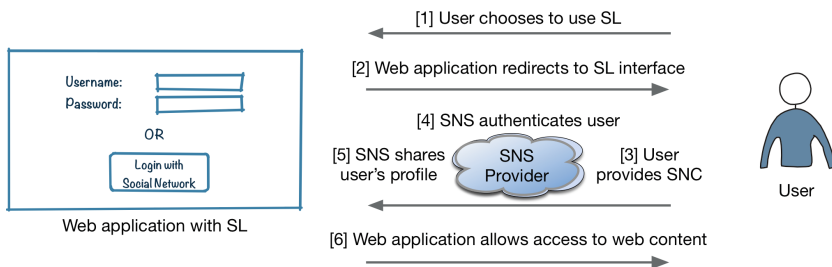 [1] User chooses to use SL
[2] Web application redirects to SL interface
Username:
Password:
OR
Login with
Social Network
[4] SNS authenticates user
[5] SNS shares
user's profile
SNS
Provider
[3] User
provides SNC
User
Web application with SL
[6] Web application allows access to web content